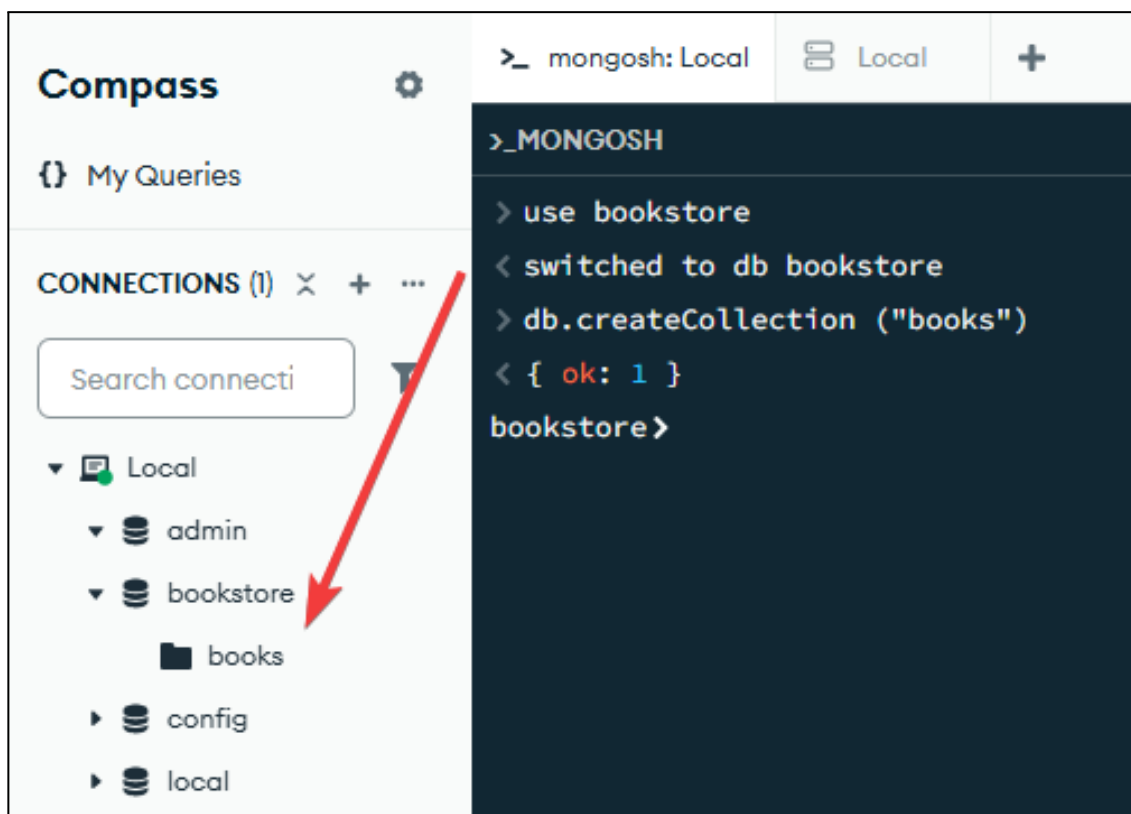 Compass
{} My Queries
CONNECTIONS (1)
Search connecti
Local
admin
bookstore
books
config
local
>_ mongosh: Local
Local
>_MONGOSH
> use bookstore
< switched to db bookstore
> db.createCollection ("books")
< { ok: 1 }
bookstore>